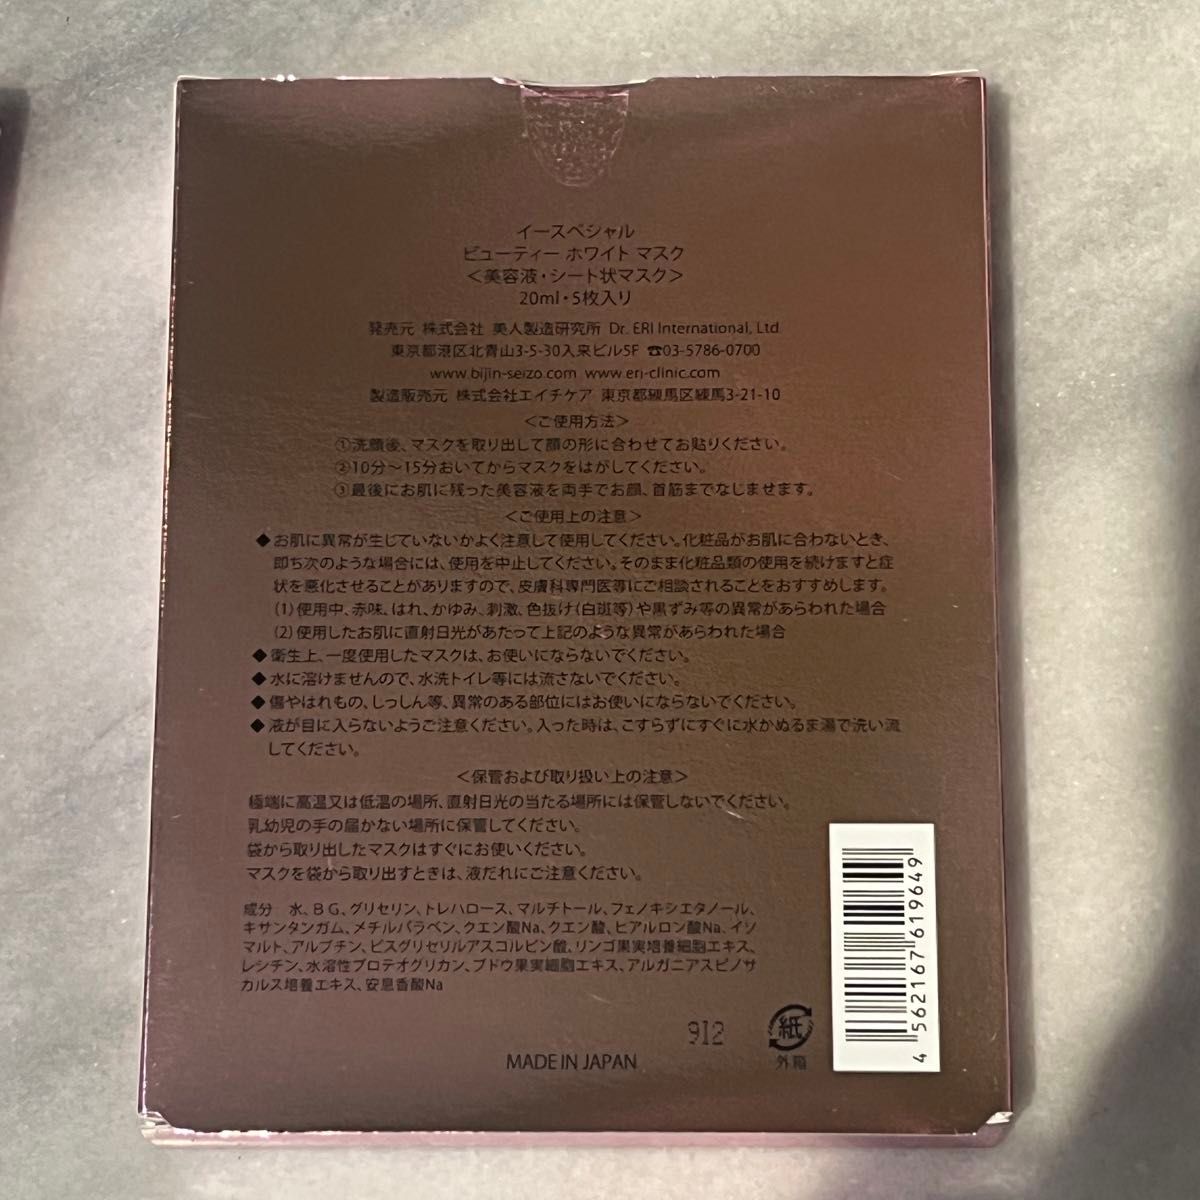 イースペシャル
ビューティー ホワイト マスク
＜美容液・シート状マスク＞
20ml・5枚入り
発売元 株式会社 美人製造研究所 Dr. ERI International, Ltd
東京都港区北青山3-5-30入来ビル5F ☎03-5786-0700
www.bijin-seizo.com www.eri-clinic.com
製造販売元 株式会社エイチケア 東京都練馬区練馬3-21-10
＜ご使用方法＞
①洗顔後、マスクを取り出して顔の形に合わせてお貼りください。
②10分～15分おいてからマスクをはがしてください。
③最後にお肌に残った美容液を両手でお顔、首筋までなじませます。
＜ご使用上の注意＞
◆お肌に異常が生じていないかよく注意して使用してください。化粧品がお肌に合わないとき、
即ち次のような場合には、使用を中止してください。そのまま化粧品類の使用を続けますと症
状を悪化させることがありますので、皮膚科専門医等にご相談されることをおすすめします。
(1)使用中、赤味、はれ、かゆみ、刺激、色抜け(白斑等)や黒ずみ等の異常があらわれた場合
(2)使用したお肌に直射日光があたって上記のような異常があらわれた場合
◆衛生上、一度使用したマスクは、お使いにならないでください。
◆水に溶けませんので、水洗トイレ等には流さないでください。
◆傷やはれもの、しっしん等、異常のある部位にはお使いにならないでください。
◆液が目に入らないようご注意ください。入った時は、こすらずにすぐに水かぬるま湯で洗い流
してください。
＜保管および取り扱い上の注意＞
極端に高温又は低温の場所、直射日光の当たる場所には保管しないでください。
乳幼児の手の届かない場所に保管してください。
袋から取り出したマスクはすぐにお使いください。
マスクを袋から取り出すときは、液だれにご注意ください。
成分 水、BG、グリセリン、トレハロース、マルチトール、フェノキシエタノール、
キサンタンガム、メチルパラベン、クエン酸Na、クエン酸、ヒアルロン酸Na、イソ
マルト、アルブチン、ビスグリセリルアスコルビン酸、リンゴ果実培養細胞エキス、
レシチン、水溶性プロテオグリカン、ブドウ果実細胞エキス、アルガニアスピノサ
カルス培養エキス、安息香酸Na
912
紙
外箱
MADE IN JAPAN
4 562167 619649